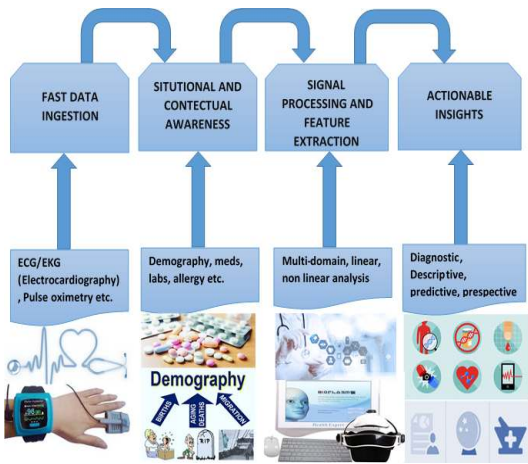 FAST DATA
INGESTION
SITUTIONAL AND
CONTECTUAL
AWARENESS
SIGNAL
PROCESSING AND
FEATURE
EXTRACTION
ACTIONABLE
INSIGHTS
ECG/EKG
(Electrocardiography)
, Pulse oximetry etc.
Demography, meds,
labs, allergy etc.
Multi-domain, linear,
non linear analysis
Diagnostic,
Descriptive,
predictive, prespective
Demography
BIRTHS
AGING
DEATHS
MIGRATION
RIP